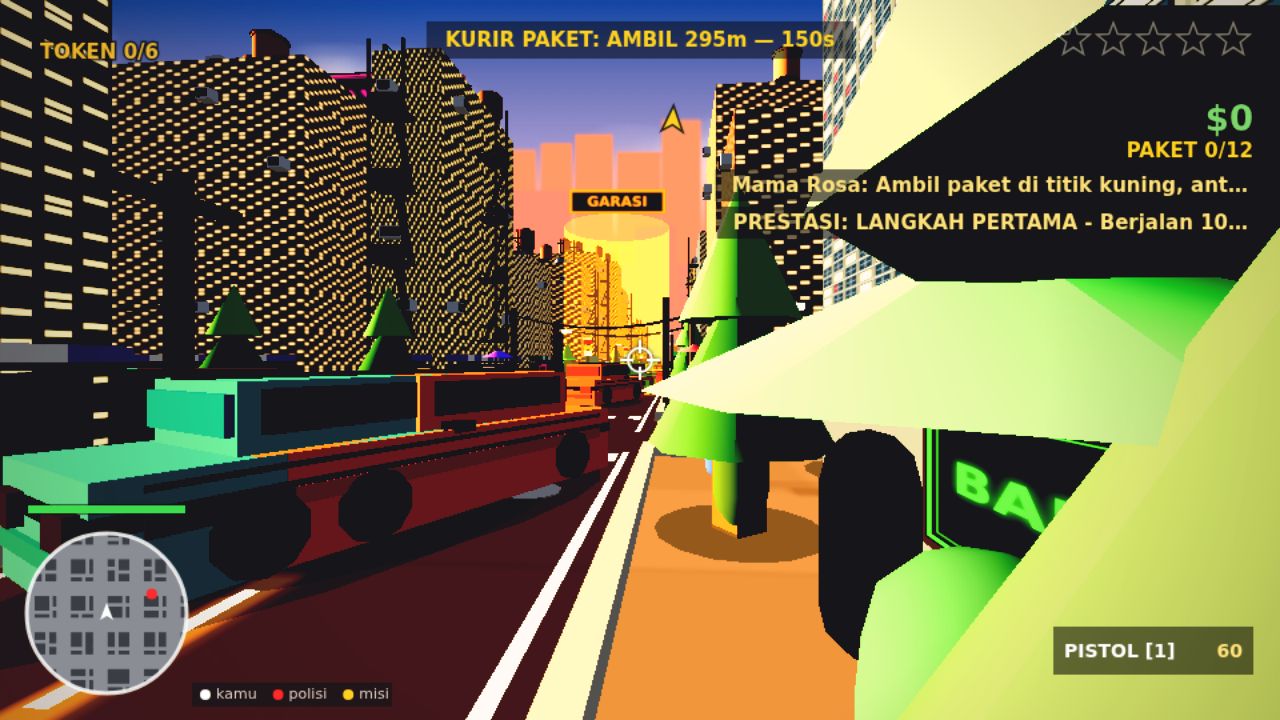 TOKEN 0/6
KURIR PAKET: AMBIL 295m — 150s
$0
PAKET 0/12
Mama Rosa: Ambil paket di titik kuning, ant...
PRESTASI: LANGKAH PERTAMA - Berjalan 10...
GARASI
BA
PISTOL [1] 60
kamu polisi misi